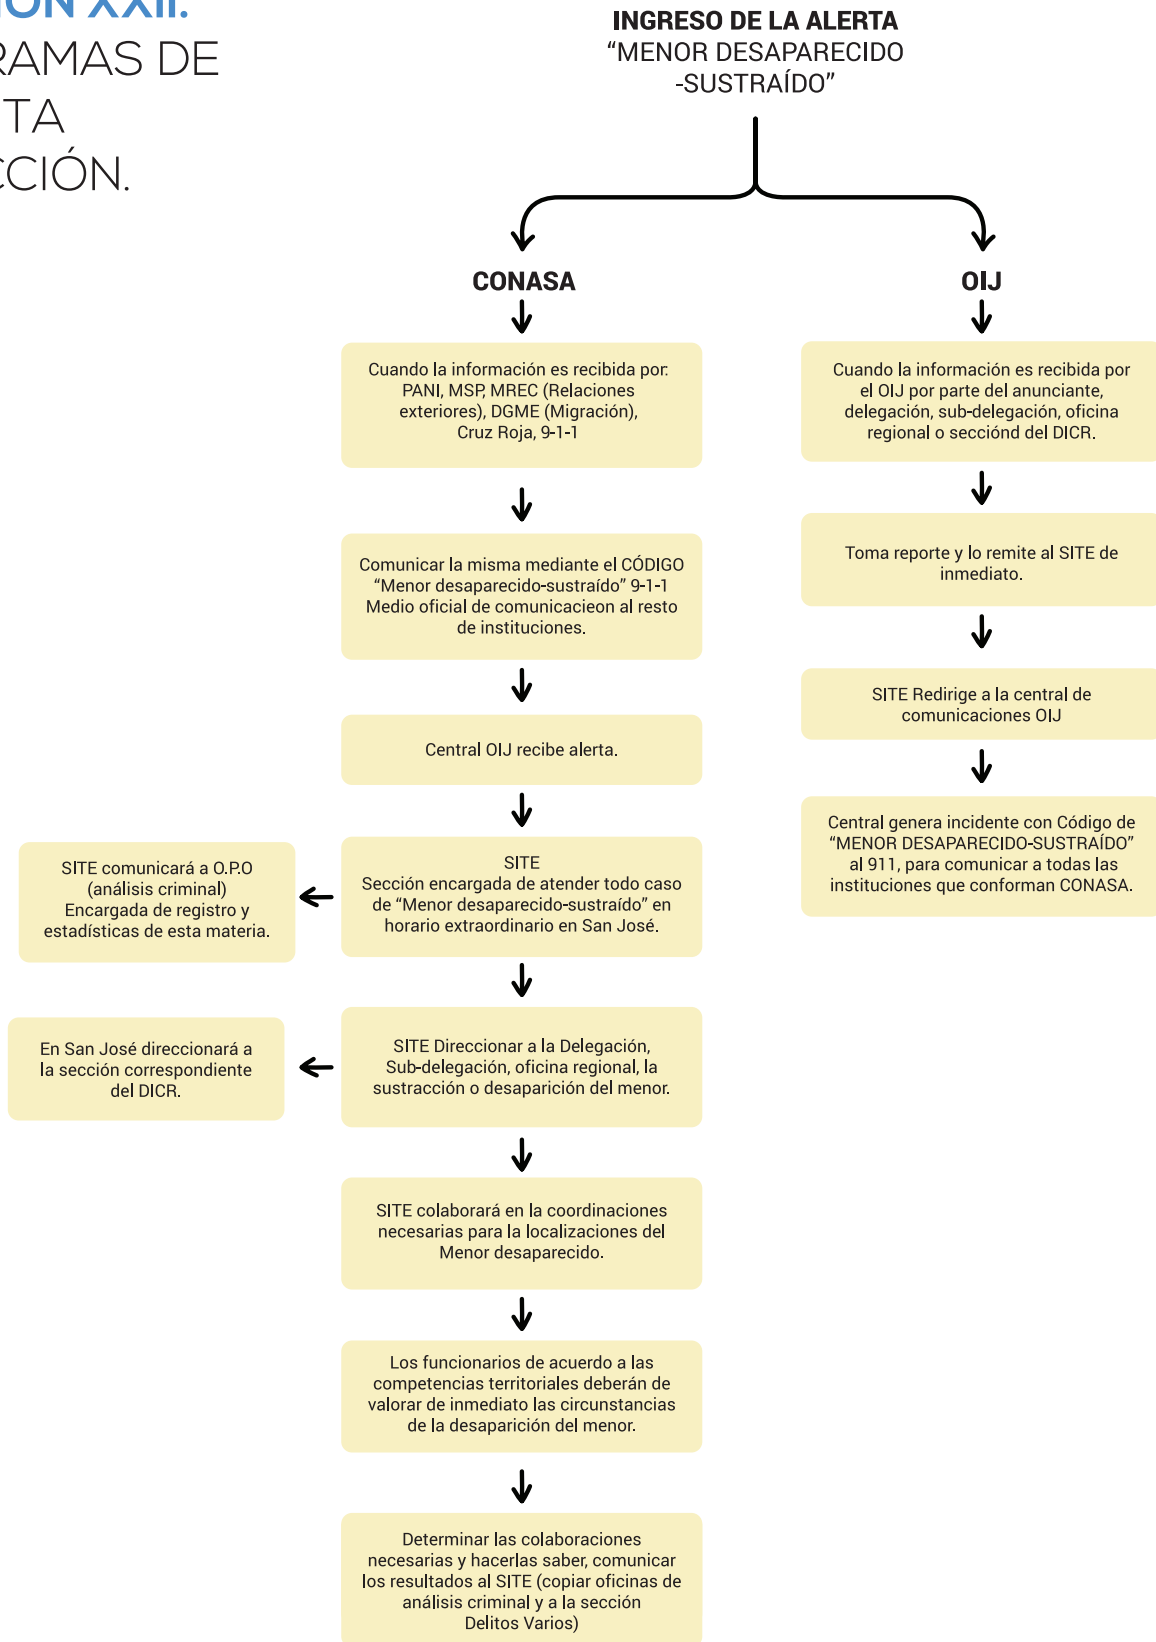 XXII.
DE
CCIÓN.
INGRESO DE LA ALERTA
“MENOR DESAPARECIDO
-SUSTRAÍDO”
CONASA
Cuando la información es recibida por:
PANI, MSP, MREC (Relaciones
exteriores), DGME (Migración),
Cruz Roja, 9-1-1
Comunicar la misma mediante el CÓDIGO
“Menor desaparecido-sustraído” 9-1-1
Medio oficial de comunicacieon al resto
de instituciones.
Central OIJ recibe alerta.
SITE
Sección encargada de atender todo caso
de “Menor desaparecido-sustraído” en
horario extraordinario en San José.
SITE comunicará a O.P.O
(análisis criminal)
Encargada de registro y
estadísticas de esta materia.
SITE Direccionar a la Delegación,
Sub-delegación, oficina regional, la
sustracción o desaparición del menor.
En San José direccionará a
la sección correspondiente
del DICR.
SITE colaborará en la coordinaciones
necesarias para la localizaciones del
Menor desaparecido.
Los funcionarios de acuerdo a las
competencias territoriales deberán de
valorar de inmediato las circunstancias
de la desaparición del menor.
Determinar las colaboraciones
necesarias y hacerlas saber, comunicar
los resultados al SITE (copiar oficinas de
análisis criminal y a la sección
Delitos Varios)
OIJ
Cuando la información es recibida por
el OIJ por parte del anunciante,
delegación, sub-delegación, oficina
regional o secciónd del DICR.
Toma reporte y lo remite al SITE de
inmediato.
SITE Redirige a la central de
comunicaciones OIJ
Central genera incidente con Código de
“MENOR DESAPARECIDO-SUSTRAÍDO”
al 911, para comunicar a todas las
instituciones que conforman CONASA.